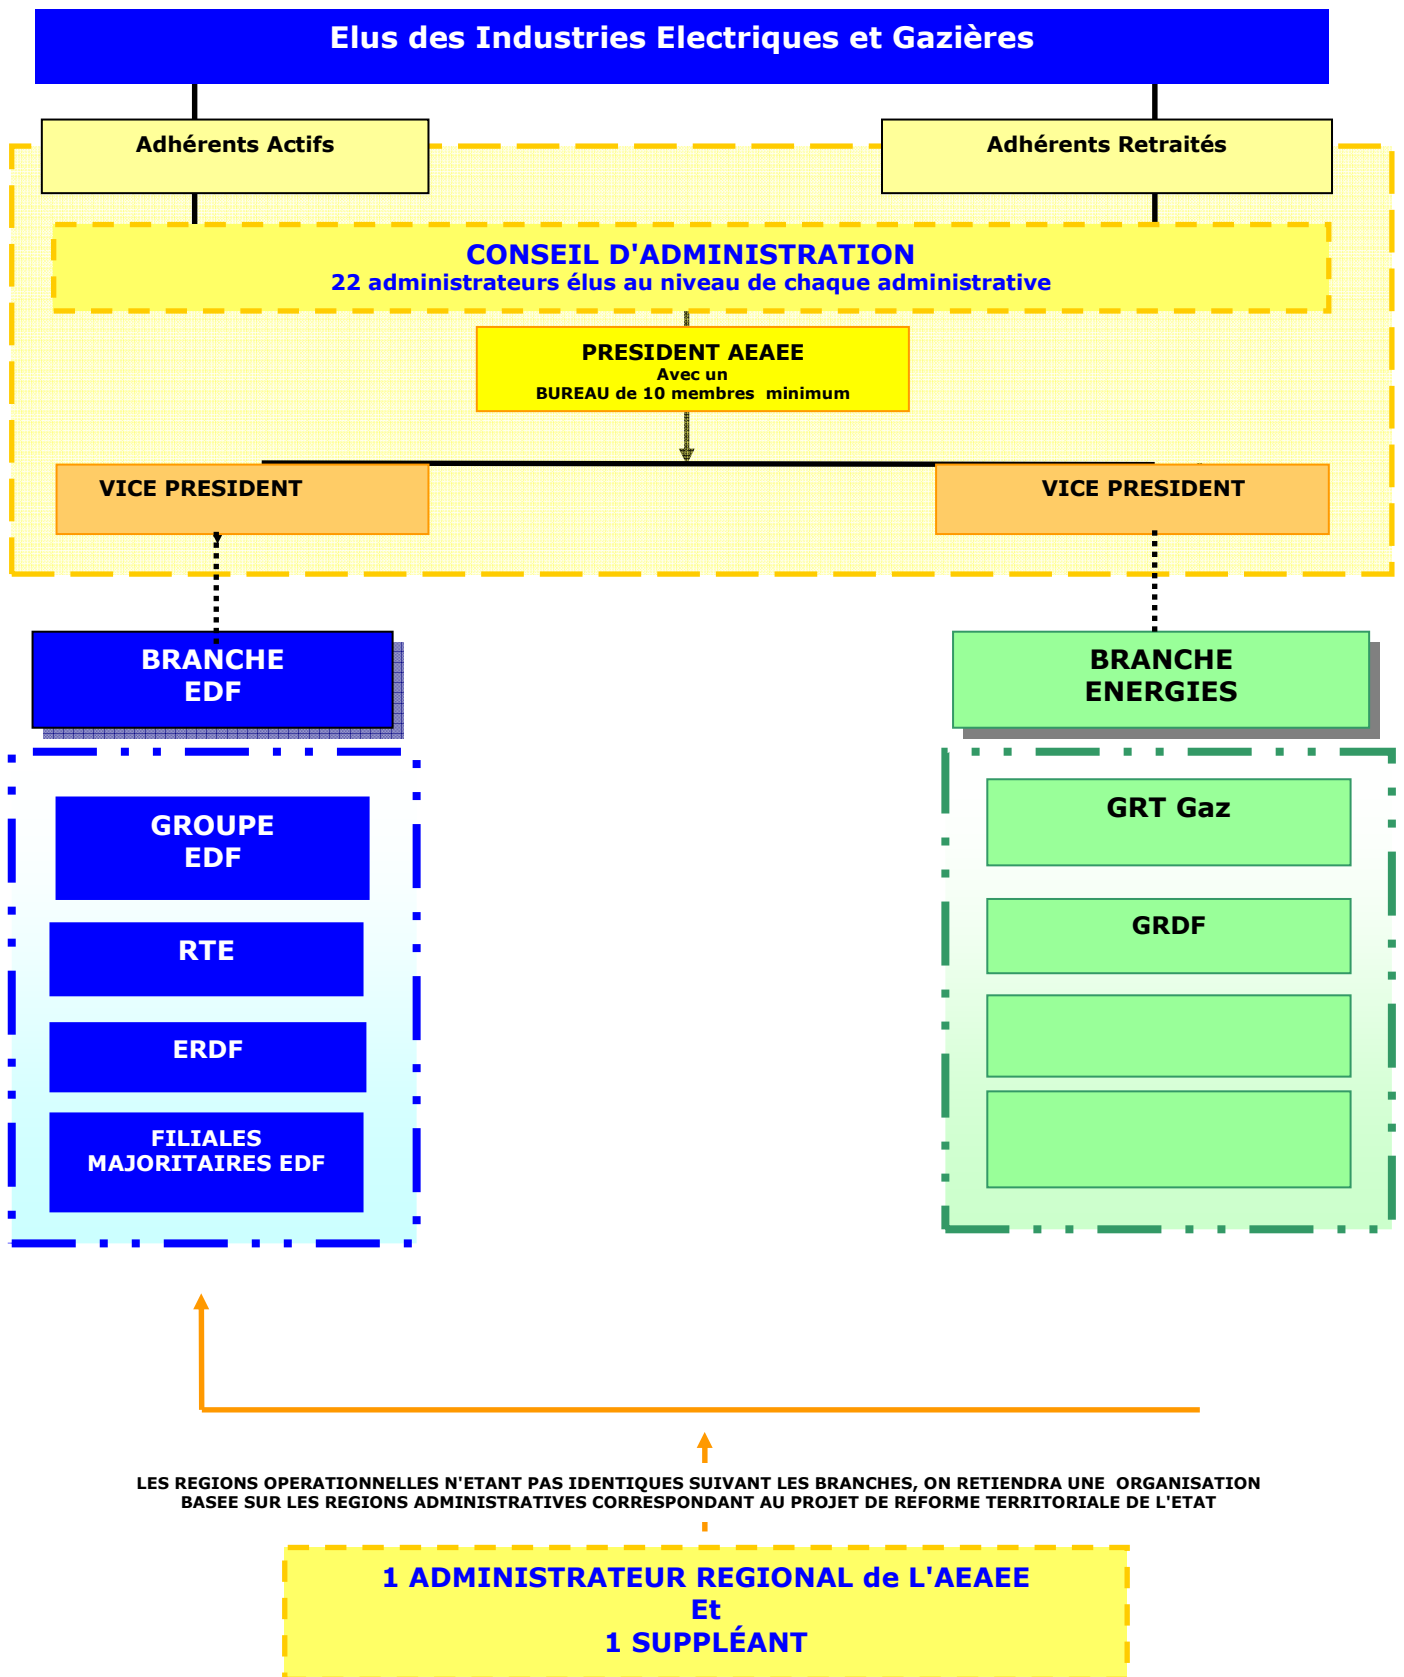 Elus des Industries Electriques et Gazières
Adhérents Actifs
Adhérents Retraités
CONSEIL D'ADMINISTRATION
22 administrateurs élus au niveau de chaque administrative
PRESIDENT AEAEE
Avec un
BUREAU de 10 membres minimum
VICE PRESIDENT
VICE PRESIDENT
BRANCHE
EDF
BRANCHE
ENERGIES
GROUPE
EDF
RTE
ERDF
FILIALES
MAJORITAIRES EDF
GRT Gaz
GRDF
LES REGIONS OPERATIONNELLES N'ETANT PAS IDENTIQUES SUIVANT LES BRANCHES, ON RETIENDRA UNE ORGANISATION
BASEE SUR LES REGIONS ADMINISTRATIVES CORRESPONDANT AU PROJET DE REFORME TERRITORIALE DE L'ETAT
1 ADMINISTRATEUR REGIONAL de L'AEAEE
Et
1 SUPPLÉANT